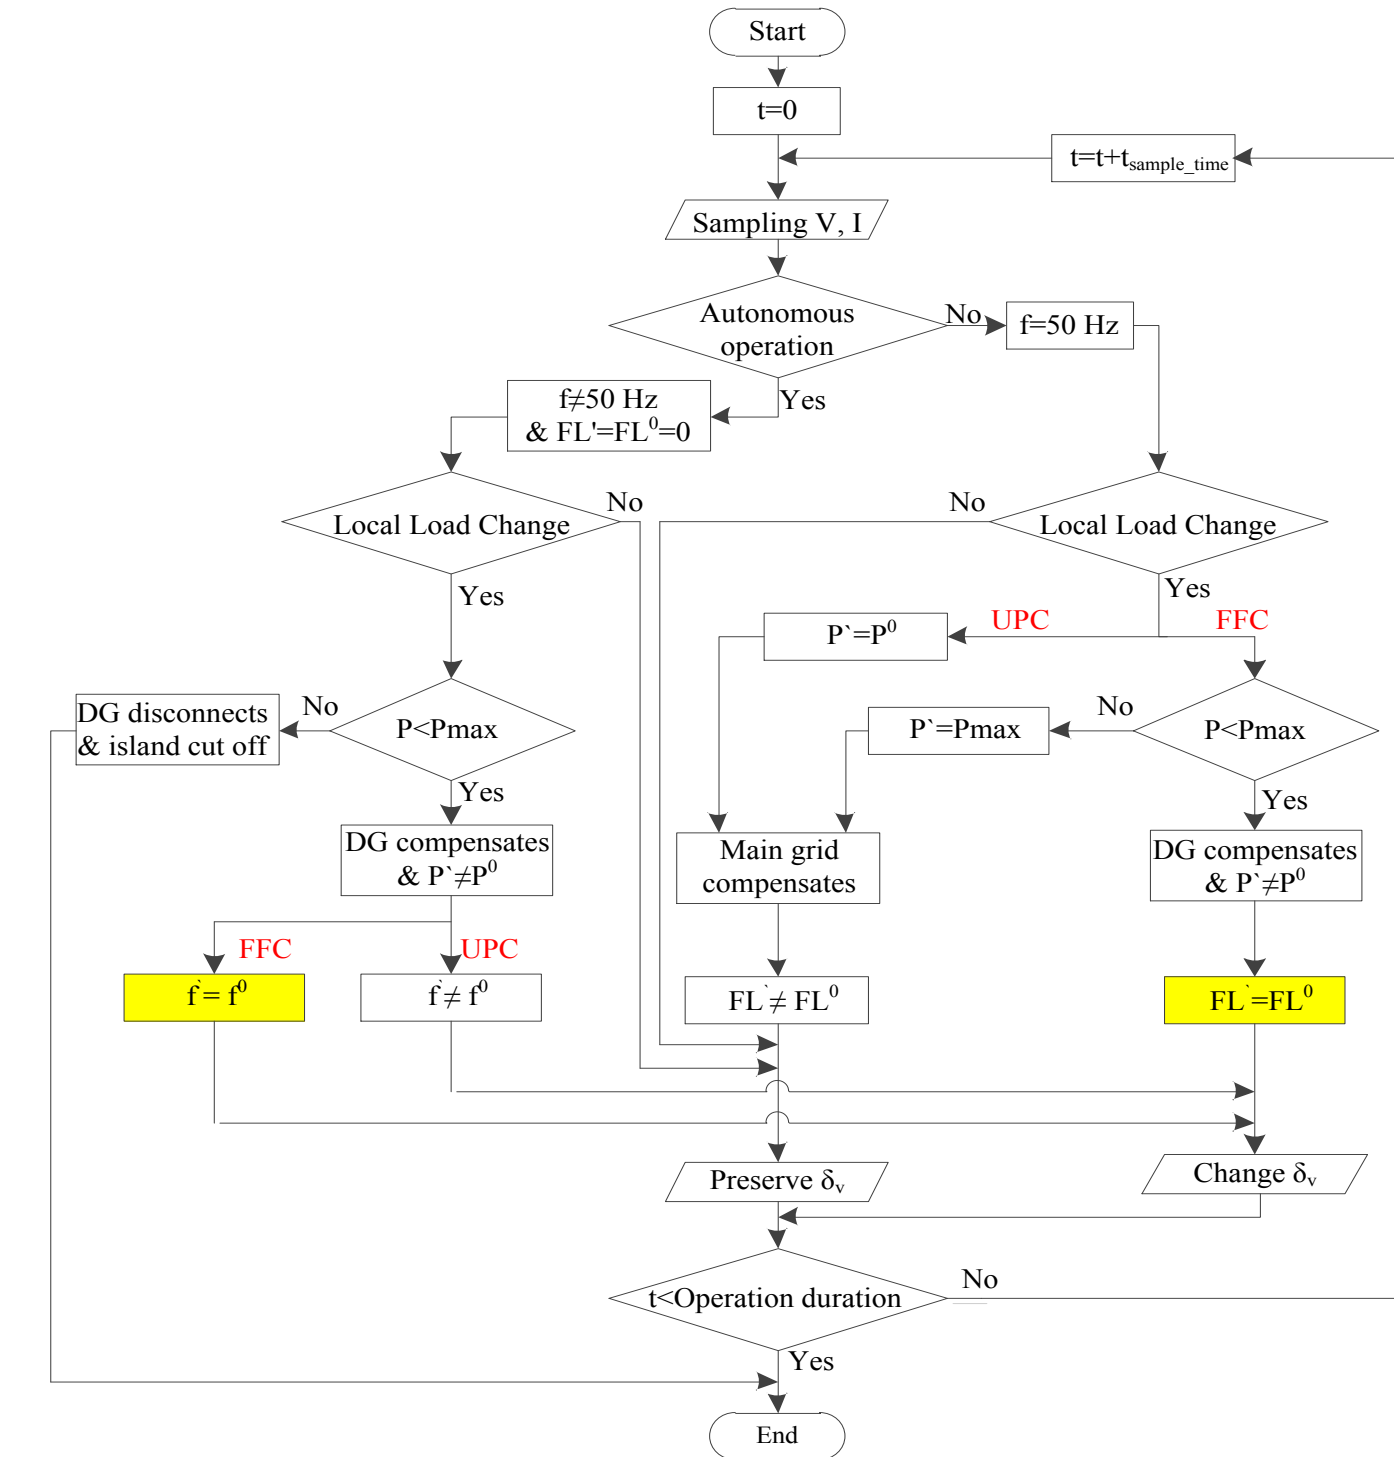 Start
t=0
t=t+tsample_time
Sampling V, I
Autonomous
operation
No
f=50 Hz
Yes
f≠50 Hz
& FL'=FL⁰=0
Local Load Change
No
No
Local Load Change
Yes
Yes
P`=P⁰
UPC
FFC
DG disconnects
& island cut off
No
P<Pmax
P`=Pmax
No
P<Pmax
Yes
Yes
DG compensates
& P`≠P⁰
Main grid
compensates
DG compensates
& P`≠P⁰
FFC
UPC
f`= f⁰
f`≠ f⁰
FL`≠ FL⁰
FL`=FL⁰
Preserve δv
Change δv
t<Operation duration
No
Yes
End